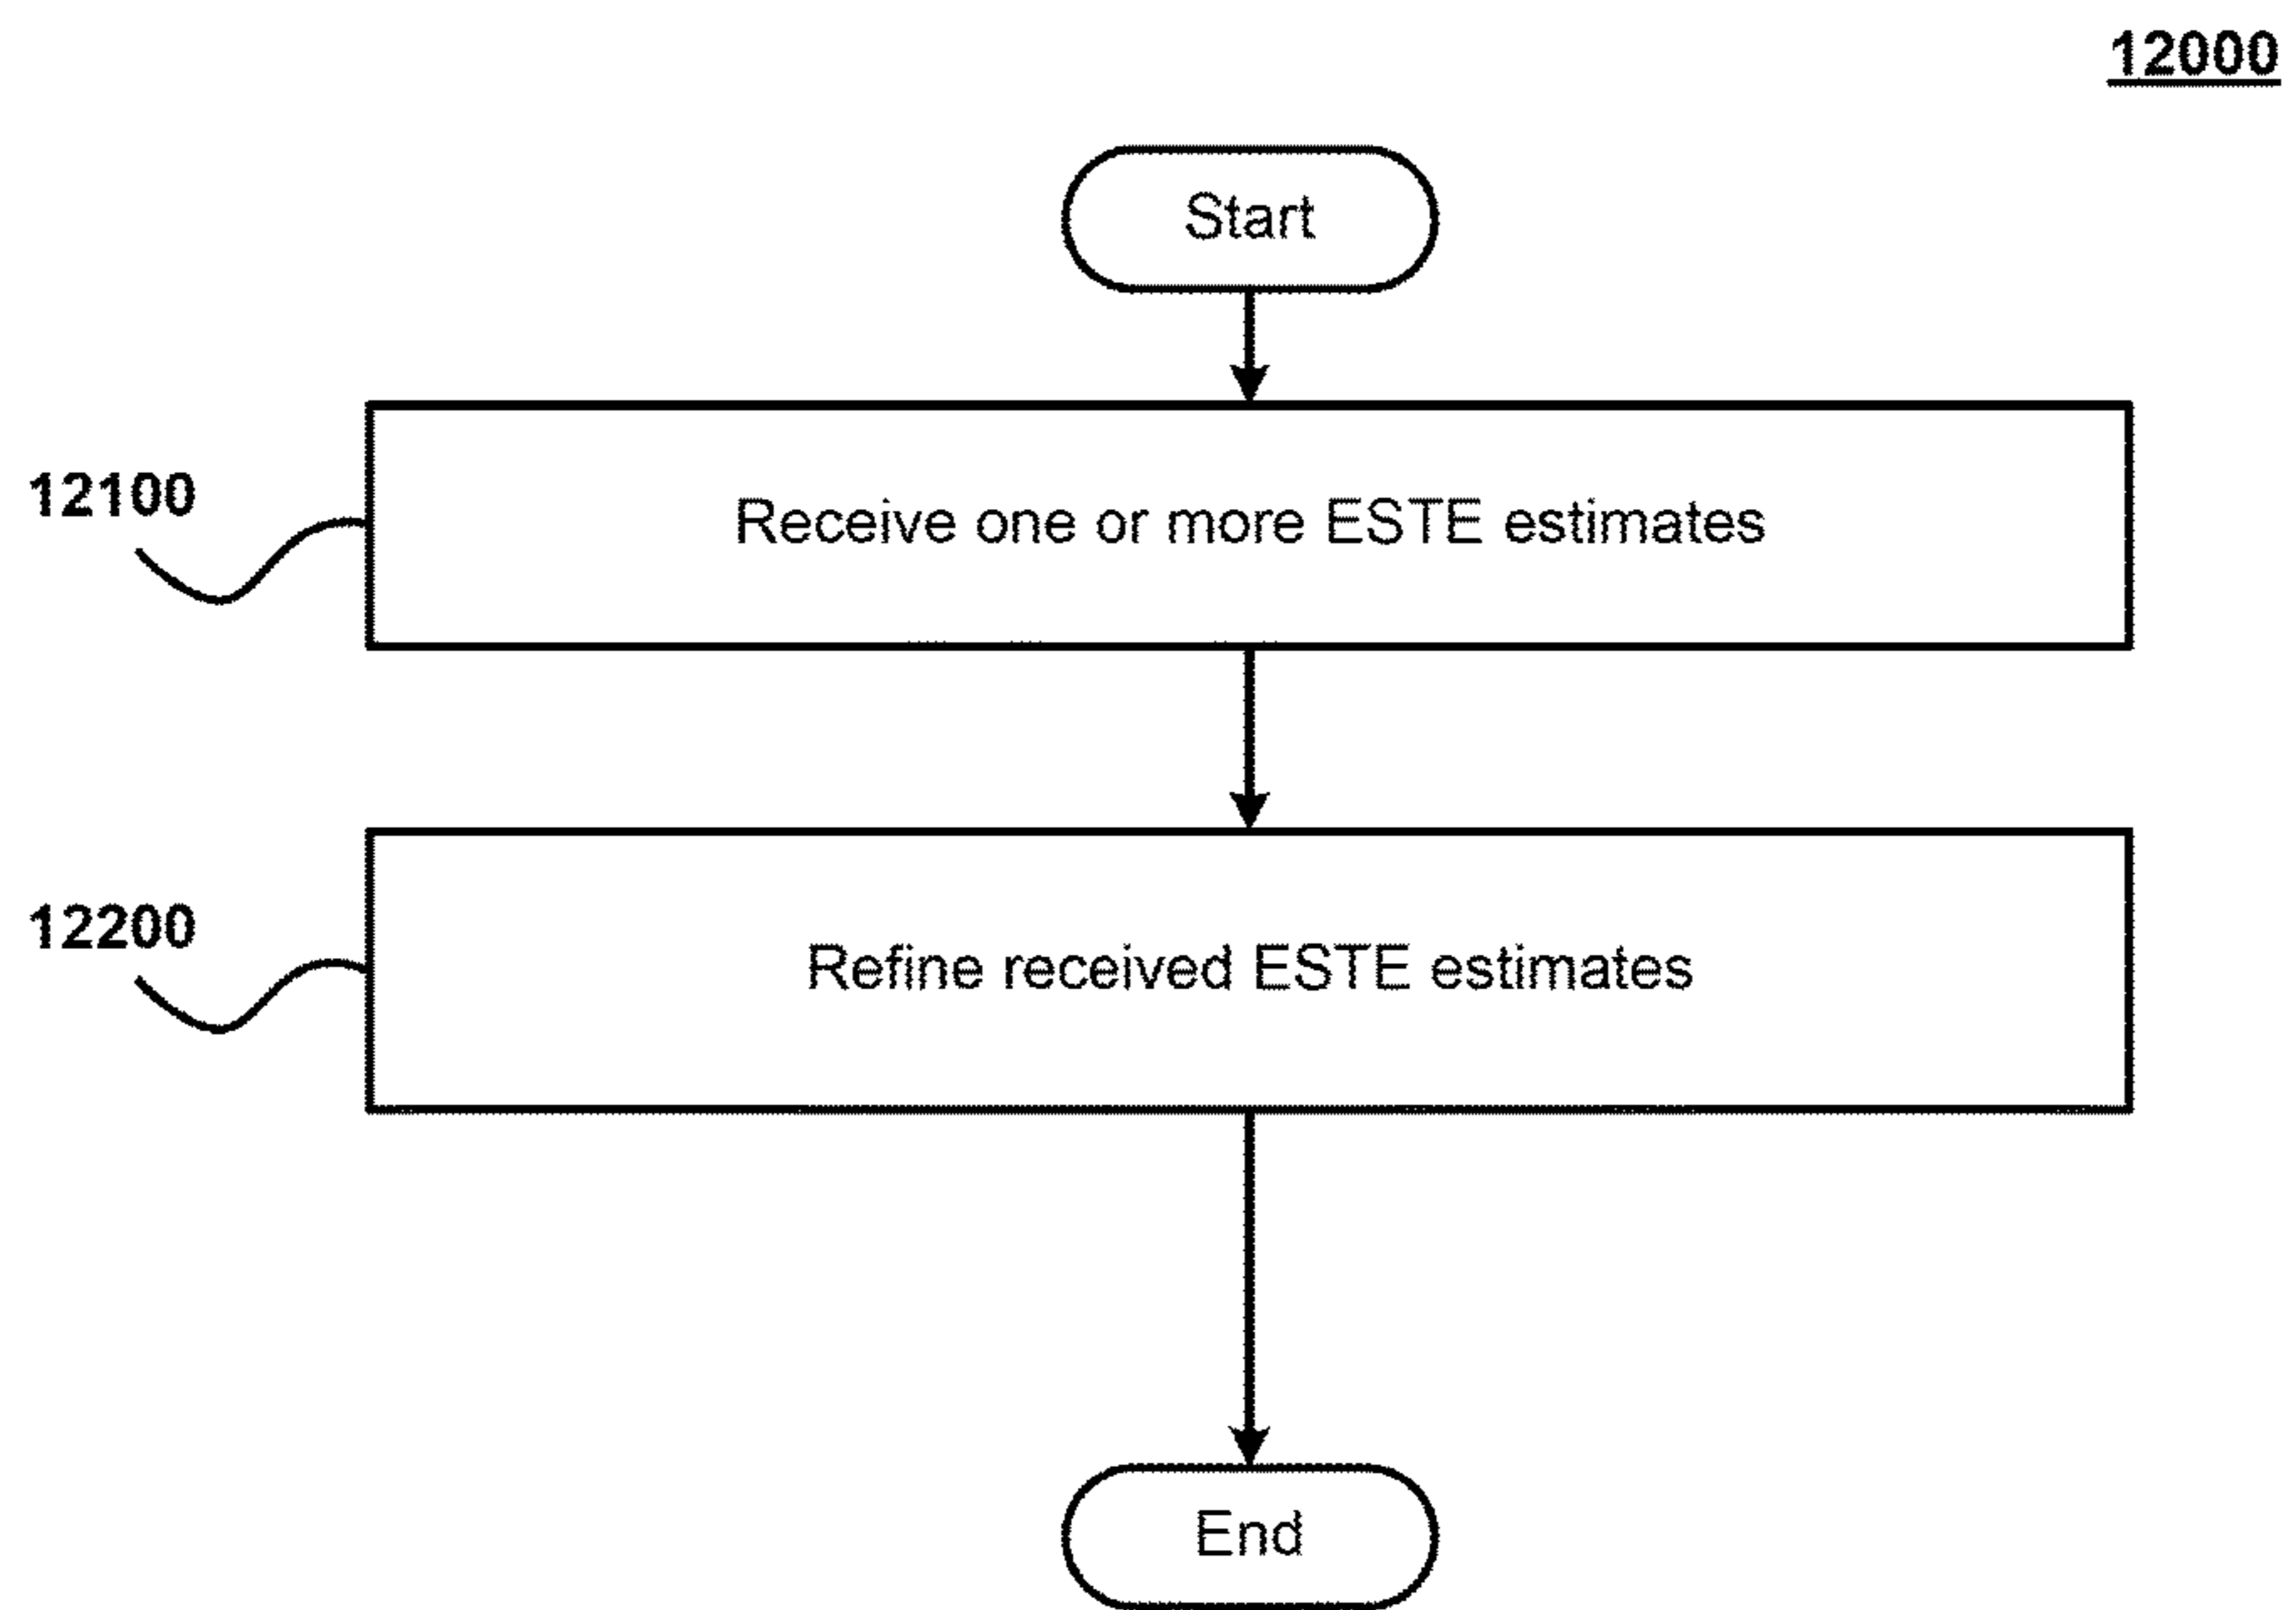 12000
Start
12100
Receive one or more ESTE estimates
12200
Refine received ESTE estimates
End